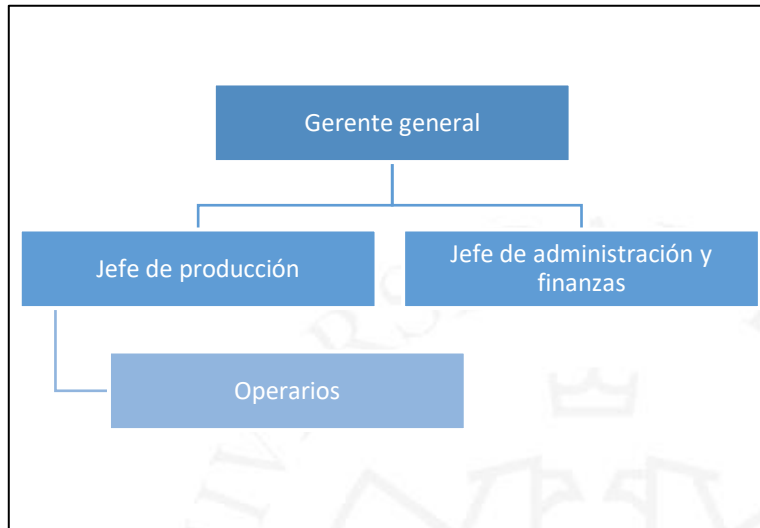 Gerente general
Jefe de producción
Jefe de administración y
finanzas
Operarios